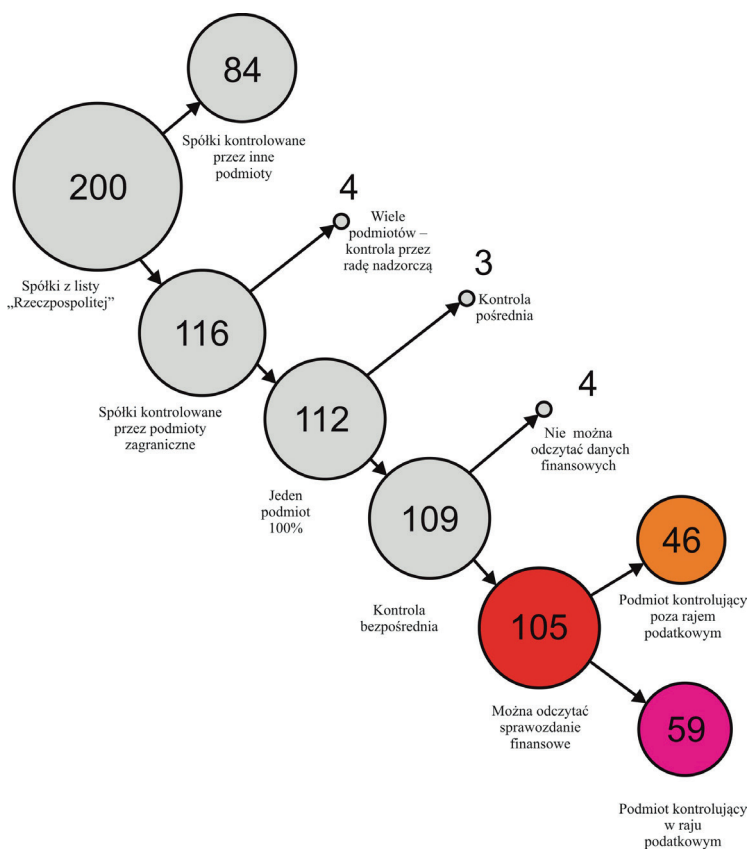 84
Spółki kontrolowane
przez inne
podmioty
200
Spółki z listy
„Rzeczpospolitej”
4
Wiele
podmiotów –
kontrola przez
radę nadzorczą
116
Spółki kontrolowane
przez podmioty
zagraniczne
3
Kontrola
pośrednia
112
Jeden
podmiot
100%
4
Nie można
odczytać danych
finansowych
109
Kontrola
bezpośrednia
46
Podmiot kontrolujący
poza rajem
podatkowym
105
Można odczytać
sprawozdanie
finansowe
59
Podmiot kontrolujący
w raju
podatkowym